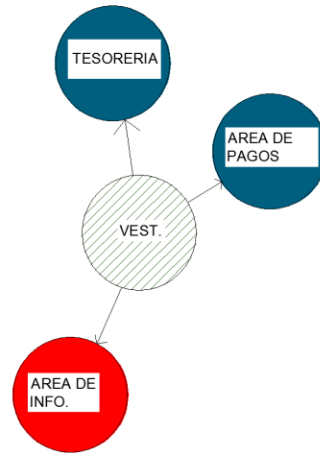 TESORERIA
AREA DE
PAGOS
VEST.
AREA DE
INFO.